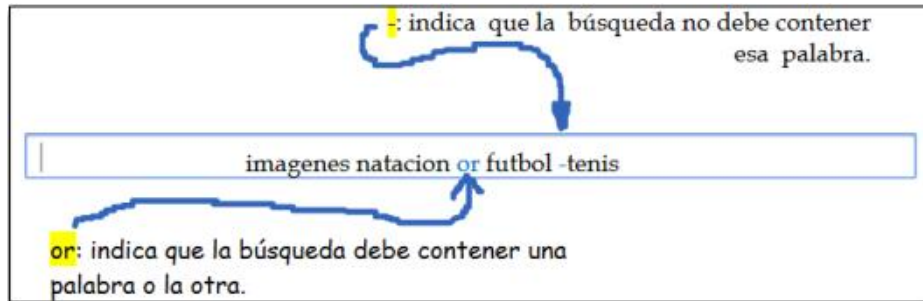 -: indica que la búsqueda no debe contener
esa palabra.
imagenes natacion or futbol -tenis
or: indica que la búsqueda debe contener una
palabra o la otra.